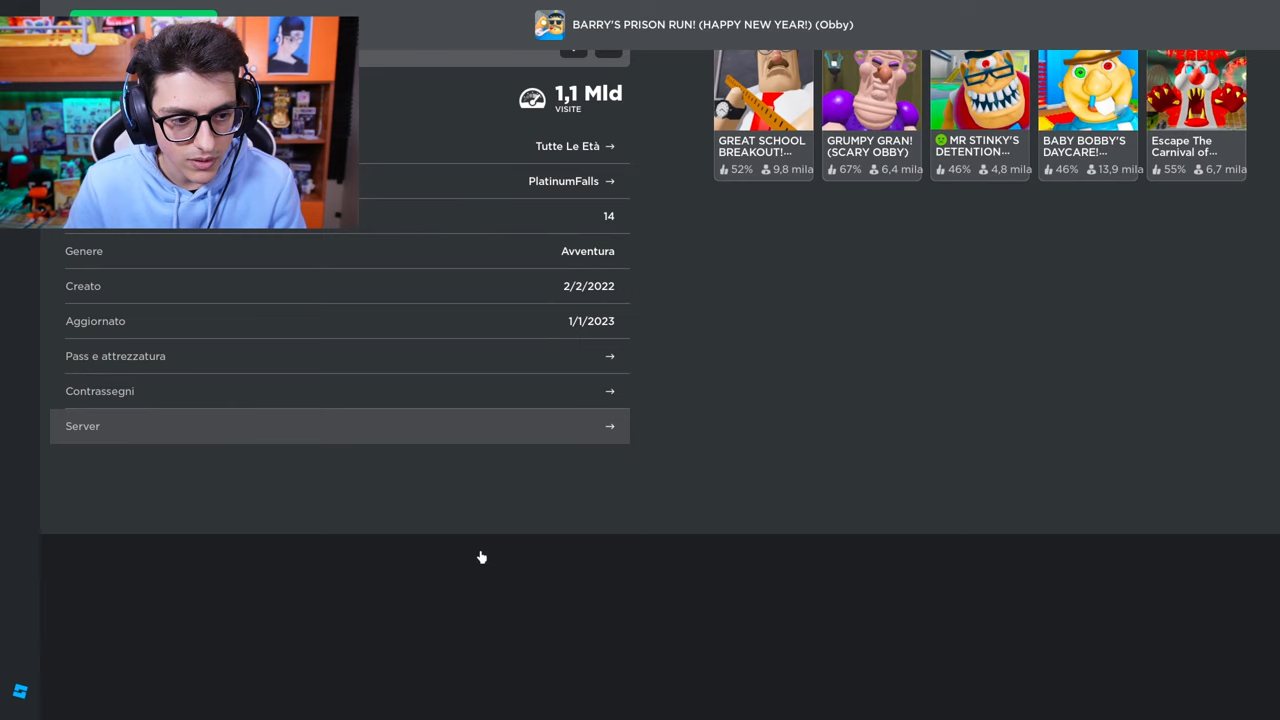 BARRY'S PRISON RUN! (HAPPY NEW YEAR!) (Obby)
1,1 Mld
VISITE
Tutte Le Età →
PlatinumFalls →
14
Genere Avventura
Creato 2/2/2022
Aggiornato 1/1/2023
Pass e attrezzatura →
Contrassegni →
Server →
GREAT SCHOOL
BREAKOUT!...
52% 9,8 mila
GRUMPY GRAN!
(SCARY OBBY)
67% 6,4 mila
MR STINKY'S
DETENTION...
46% 4,8 mila
BABY BOBBY'S
DAYCARE!...
46% 13,9 mila
Escape The
Carnival of...
55% 6,7 mila